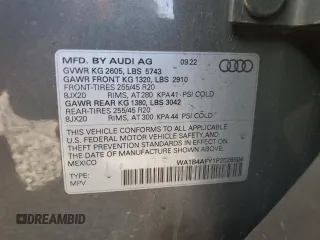 MFD. BY AUDI AG 09 22
GVWR KG 2605, LBS 5743
GAWR FRONT KG 1320, LBS 2910
FRONT-TIRES 255/45 R20
8JX20 RIMS, AT 280 KPA 41 PSI COLD
GAWR REAR KG 1380, LBS 3042
REAR-TIRES 255/45 R20
8JX20 RIMS, AT 300 KPA 44 PSI COLD
THIS VEHICLE CONFORMS TO ALL APPLICABLE
FEDERAL MOTOR VEHICLE SAFETY AND
THEFT PREVENTION STANDARDS IN EFFECT
ON THE DATE OF MANUFACTURE SHOWN ABOVE.
MEXICO
TYPE:
MPV
STATCAR.INFO